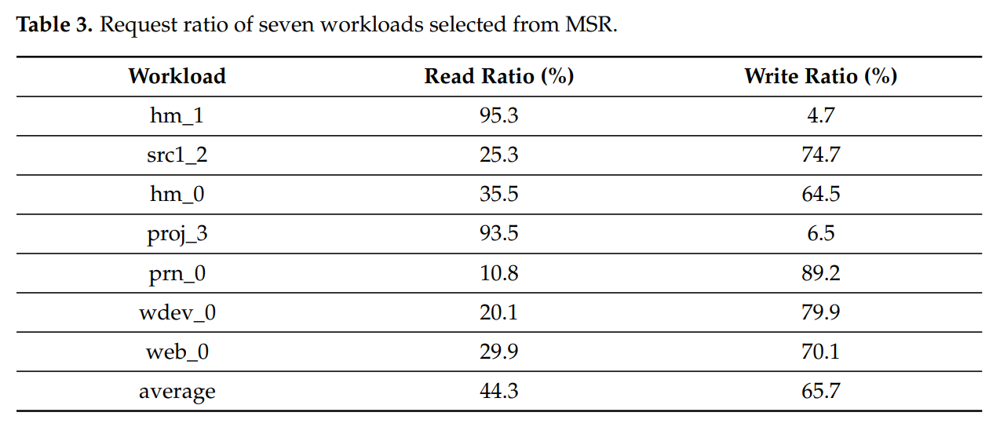 Table 3. Request ratio of seven workloads selected from MSR.
Workload Read Ratio (%) Write Ratio (%)
hm_1 95.3 4.7
src1_2 25.3 74.7
hm_0 35.5 64.5
proj_3 93.5 6.5
prn_0 10.8 89.2
wdev_0 20.1 79.9
web_0 29.9 70.1
average 44.3 65.7